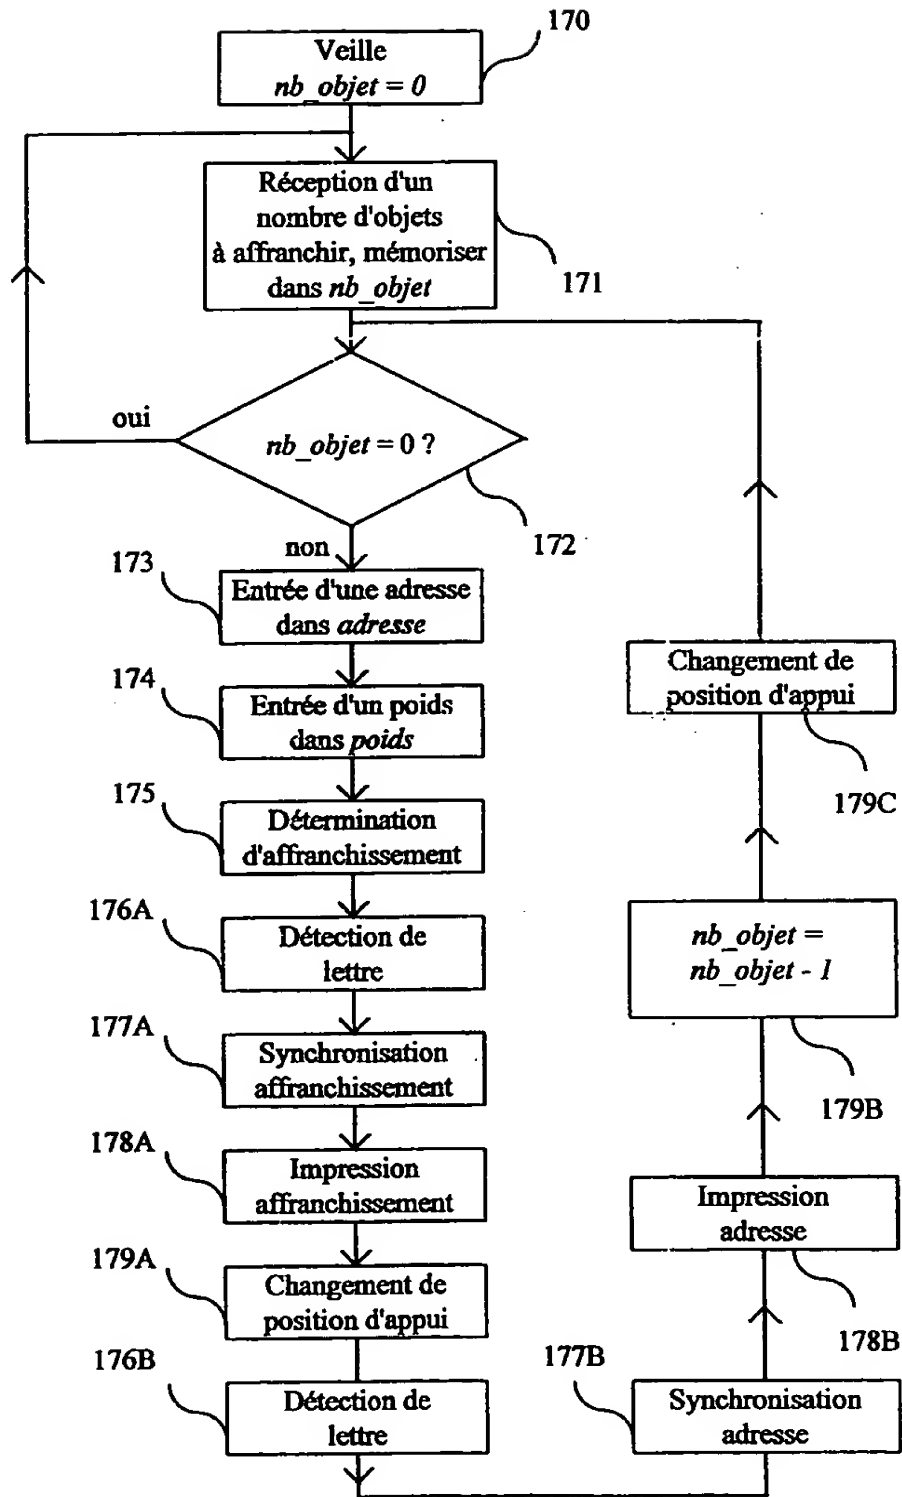 170
Veille
nb_objet = 0
Réception d'un
nombre d'objets
à affranchir, mémoriser
dans nb_objet
171
oui
nb_objet = 0 ?
172
non
173
Entrée d'une adresse
dans adresse
174
Entrée d'un poids
dans poids
175
Détermination
d'affranchissement
176A
Détection de
lettre
177A
Synchronisation
affranchissement
178A
Impression
affranchissement
179A
Changement de
position d'appui
176B
Détection de
lettre
177B
Synchronisation
adresse
178B
Impression
adresse
179B
nb_objet =
nb_objet - 1
179C
Changement de
position d'appui